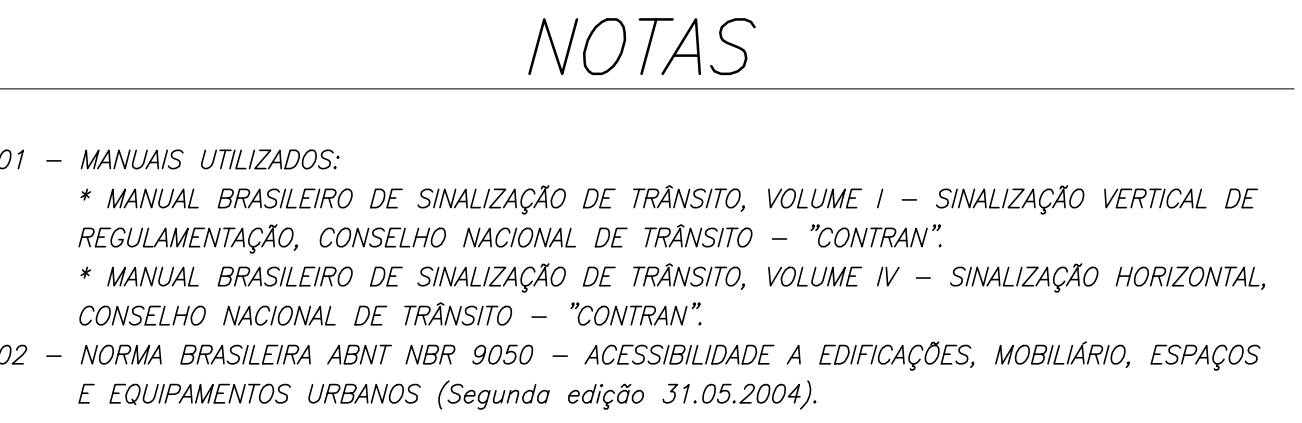 NOTAS
01 – MANUAIS UTILIZADOS:
* MANUAL BRASILEIRO DE SINALIZAÇÃO DE TRÂNSITO, VOLUME I – SINALIZAÇÃO VERTICAL DE
REGULAMENTAÇÃO, CONSELHO NACIONAL DE TRÂNSITO – "CONTRAN".
* MANUAL BRASILEIRO DE SINALIZAÇÃO DE TRÂNSITO, VOLUME IV – SINALIZAÇÃO HORIZONTAL,
CONSELHO NACIONAL DE TRÂNSITO – "CONTRAN".
02 – NORMA BRASILEIRA ABNT NBR 9050 – ACESSIBILIDADE A EDIFICAÇÕES, MOBILIÁRIO, ESPAÇOS
E EQUIPAMENTOS URBANOS (Segunda edição 31.05.2004).